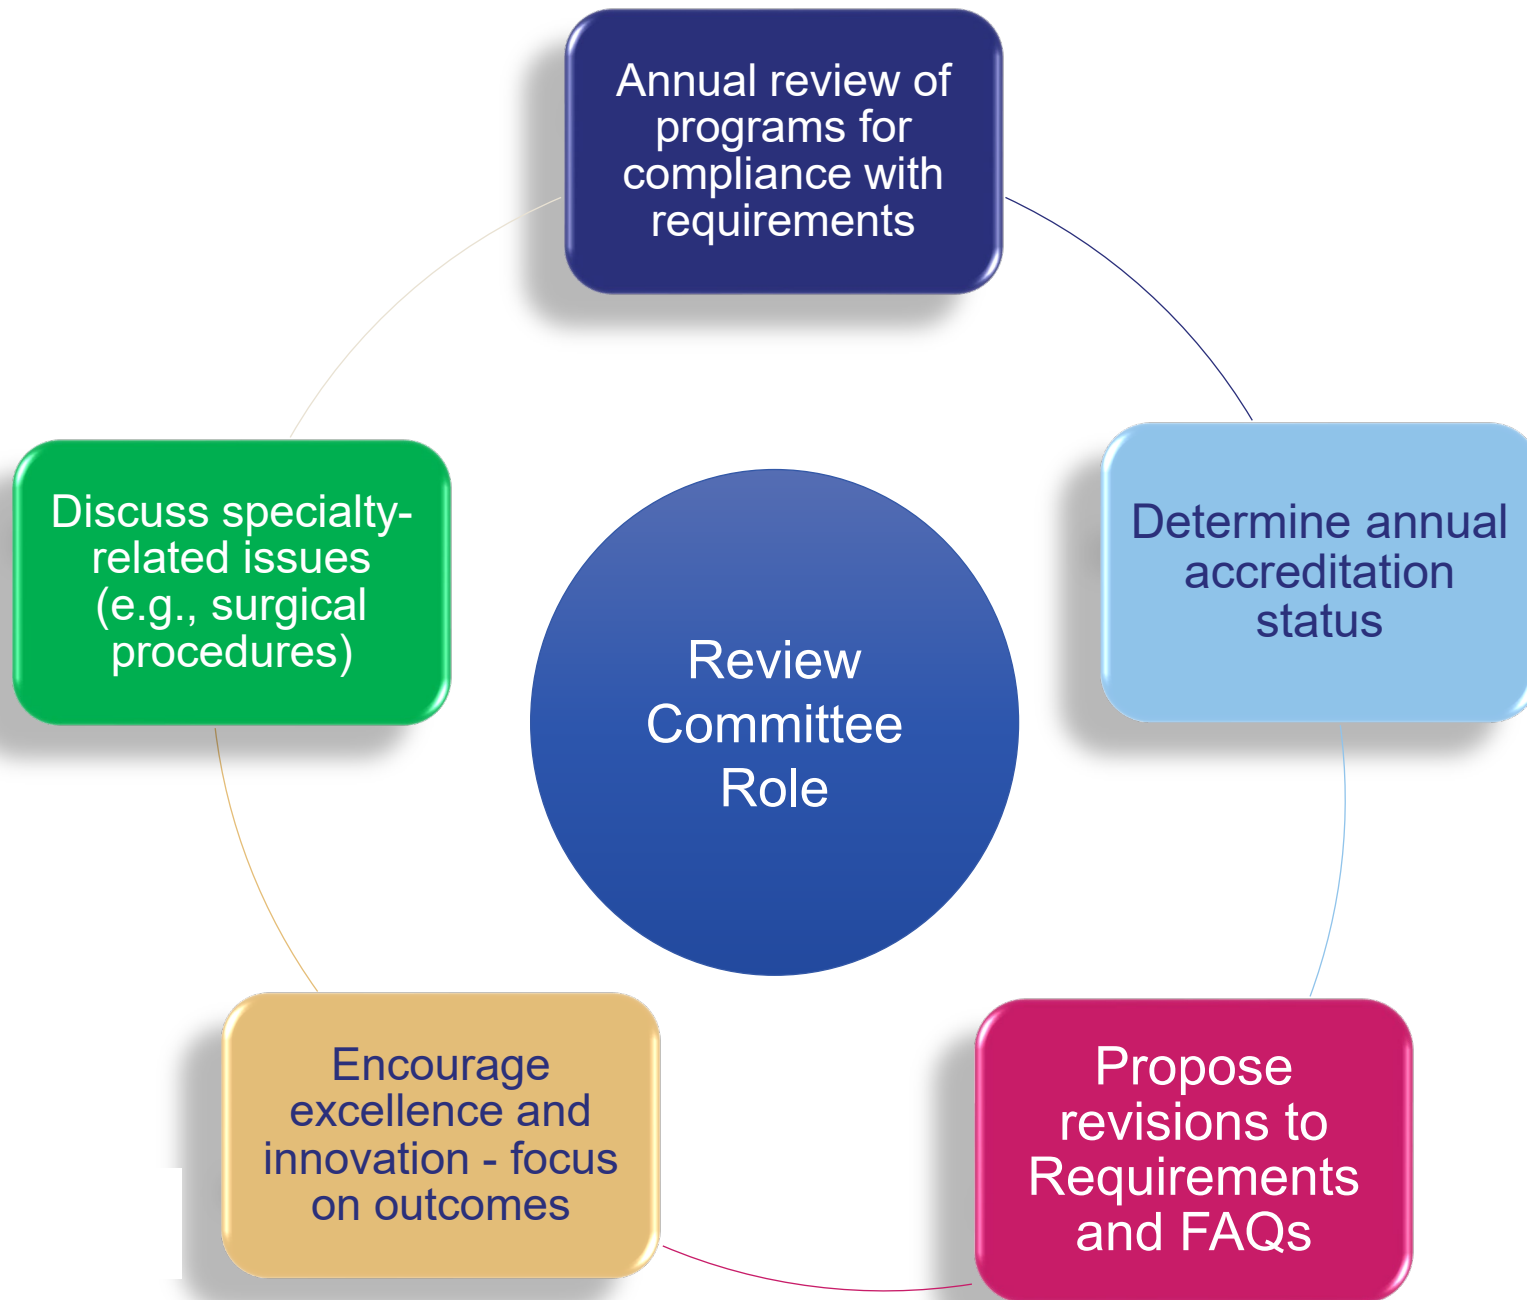 Annual review of
programs for
compliance with
requirements
Determine annual
accreditation
status
Propose
revisions to
Requirements
and FAQs
Encourage
excellence and
innovation - focus
on outcomes
Discuss specialty-
related issues
(e.g., surgical
procedures)
Review
Committee
Role